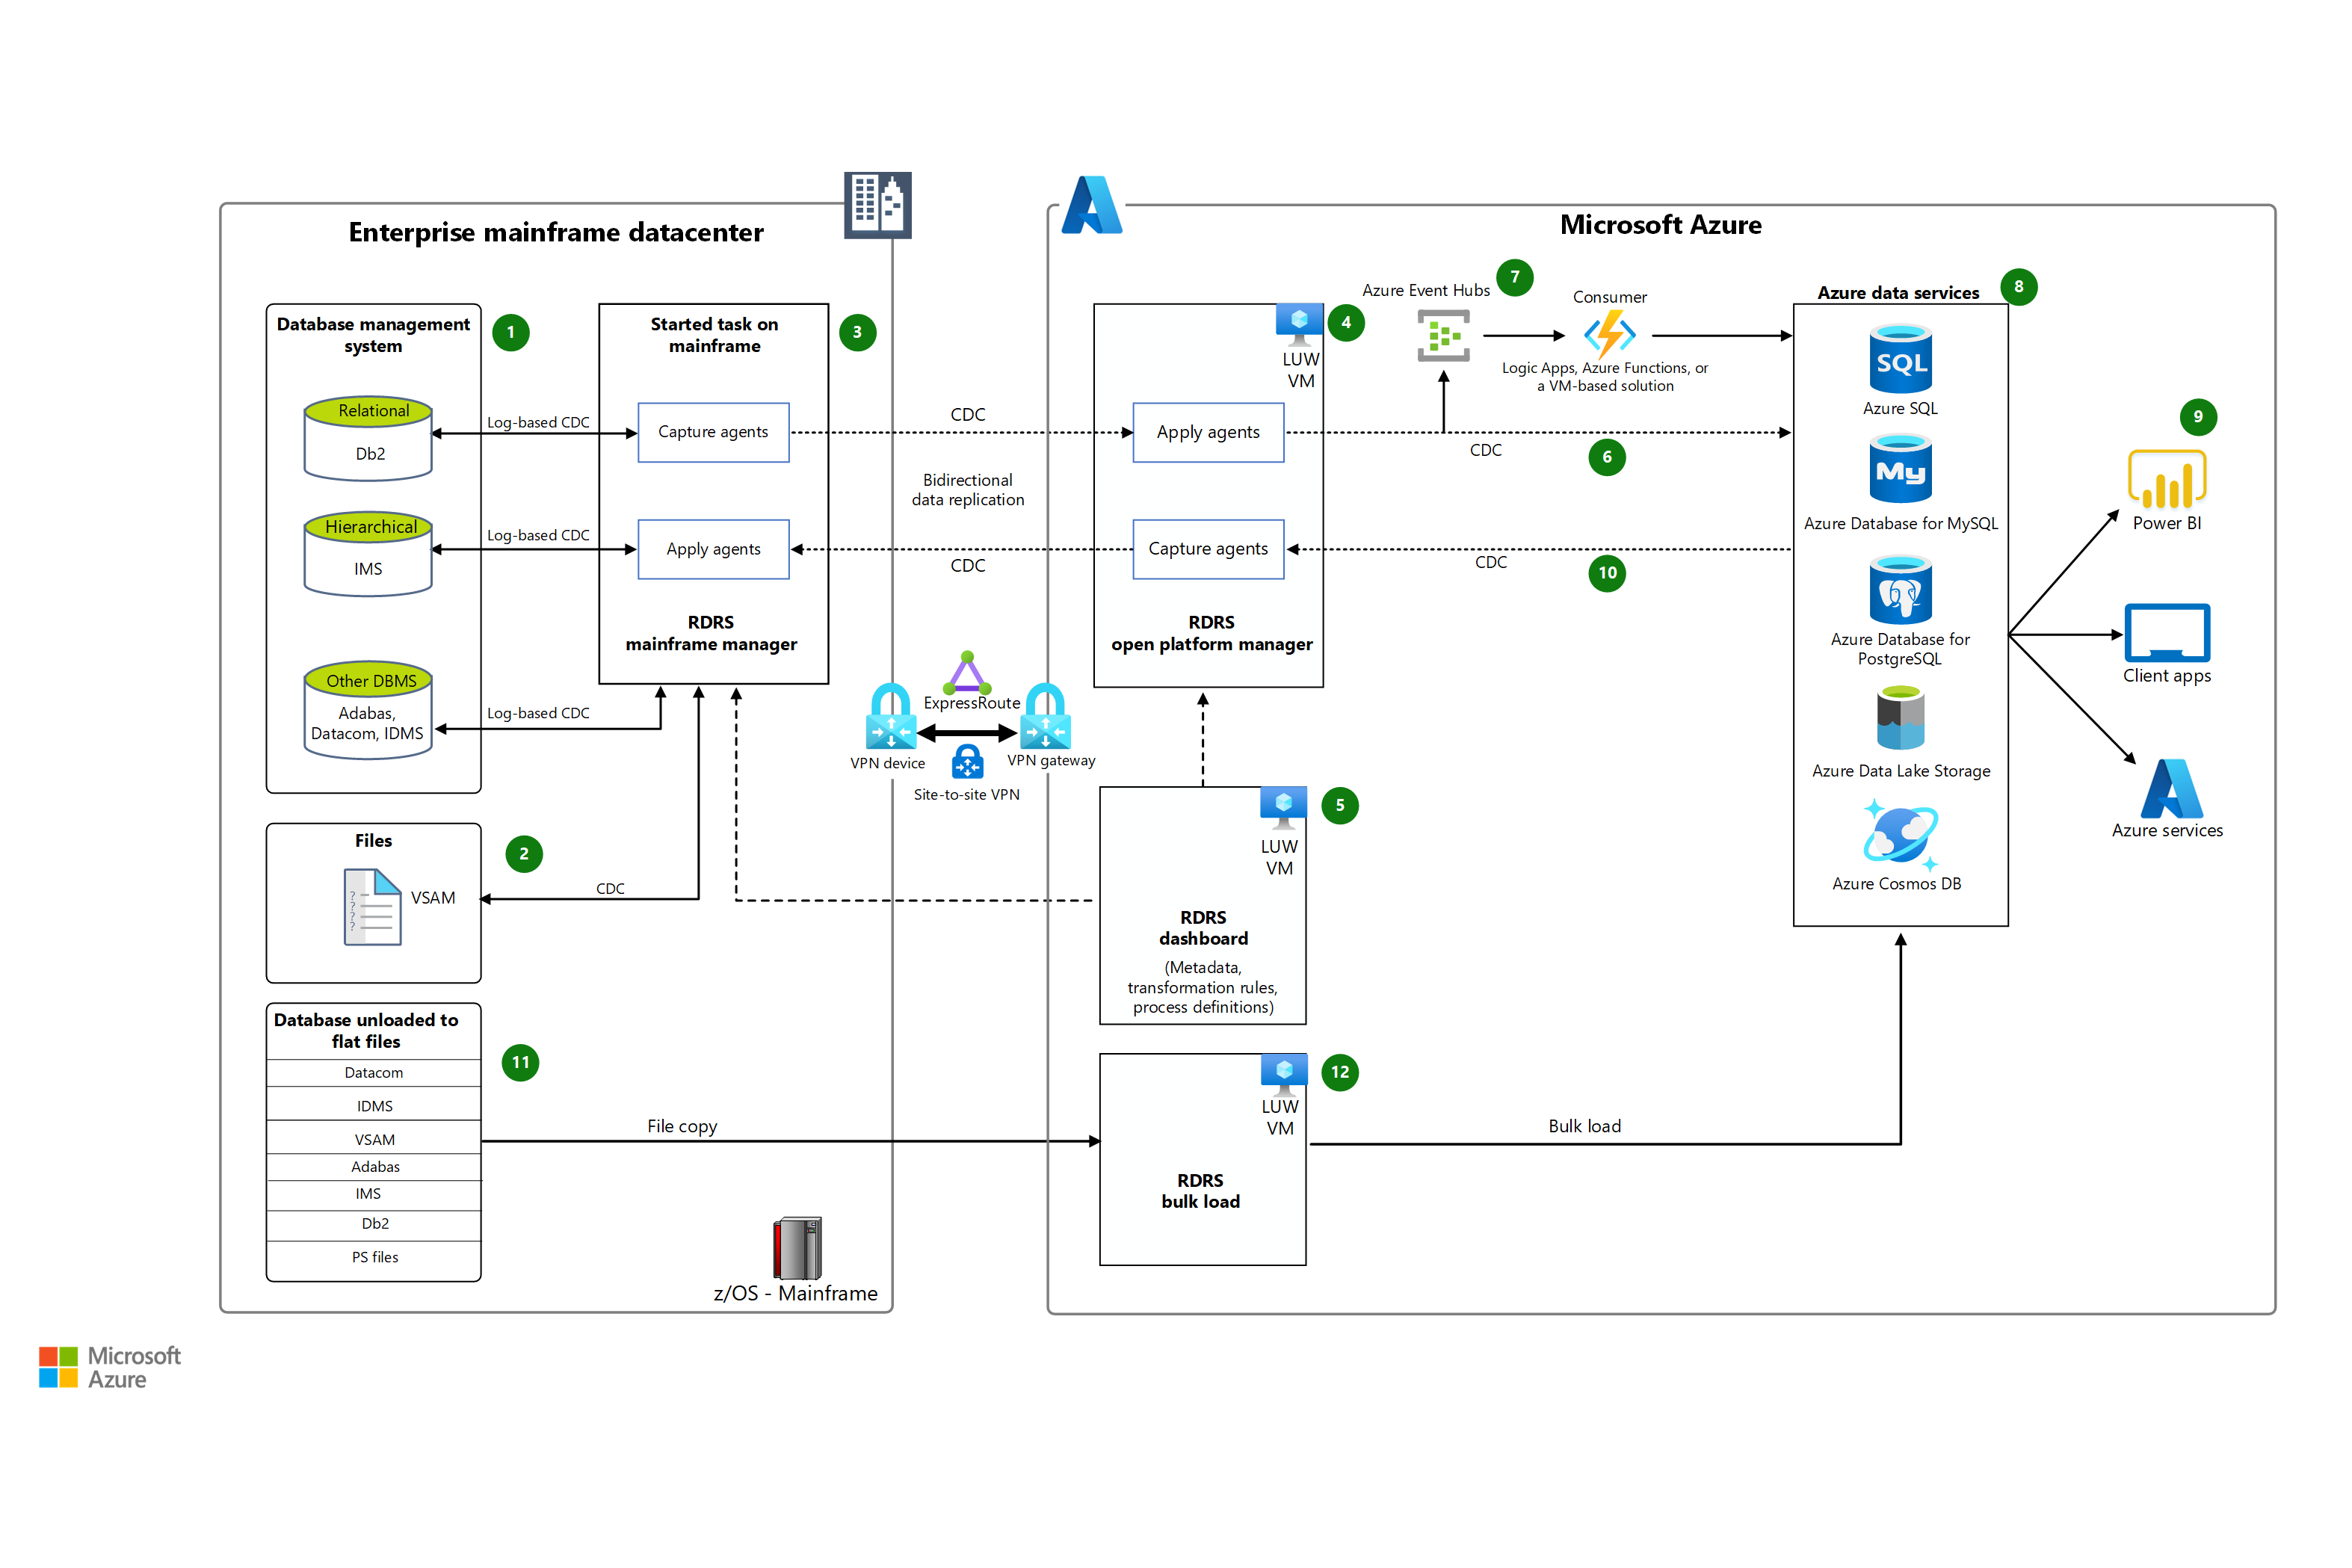 Enterprise mainframe datacenter
Database management
system
1
Relational
Db2
Hierarchical
IMS
Other DBMS
Adabas,
Datacom, IDMS
Log-based CDC
Log-based CDC
Log-based CDC
Started task on
mainframe
3
Capture agents
Apply agents
RDRS
mainframe manager
Files
2
VSAM
?
?
?
?
CDC
Database unloaded to
flat files
11
Datacom
IDMS
VSAM
Adabas
IMS
Db2
PS files
File copy
z/OS - Mainframe
CDC
Bidirectional
data replication
CDC
ExpressRoute
VPN device
VPN gateway
Site-to-site VPN
Microsoft Azure
4
LUW
VM
Apply agents
Capture agents
RDRS
open platform manager
Azure Event Hubs
7
Consumer
Logic Apps, Azure Functions, or
a VM-based solution
CDC
6
CDC
10
5
LUW
VM
RDRS
dashboard
(Metadata,
transformation rules,
process definitions)
12
LUW
VM
RDRS
bulk load
Bulk load
Azure data services
8
SQL
Azure SQL
My
Azure Database for MySQL
Azure Database for
PostgreSQL
Azure Data Lake Storage
Azure Cosmos DB
9
Power BI
Client apps
Azure services
Microsoft
Azure